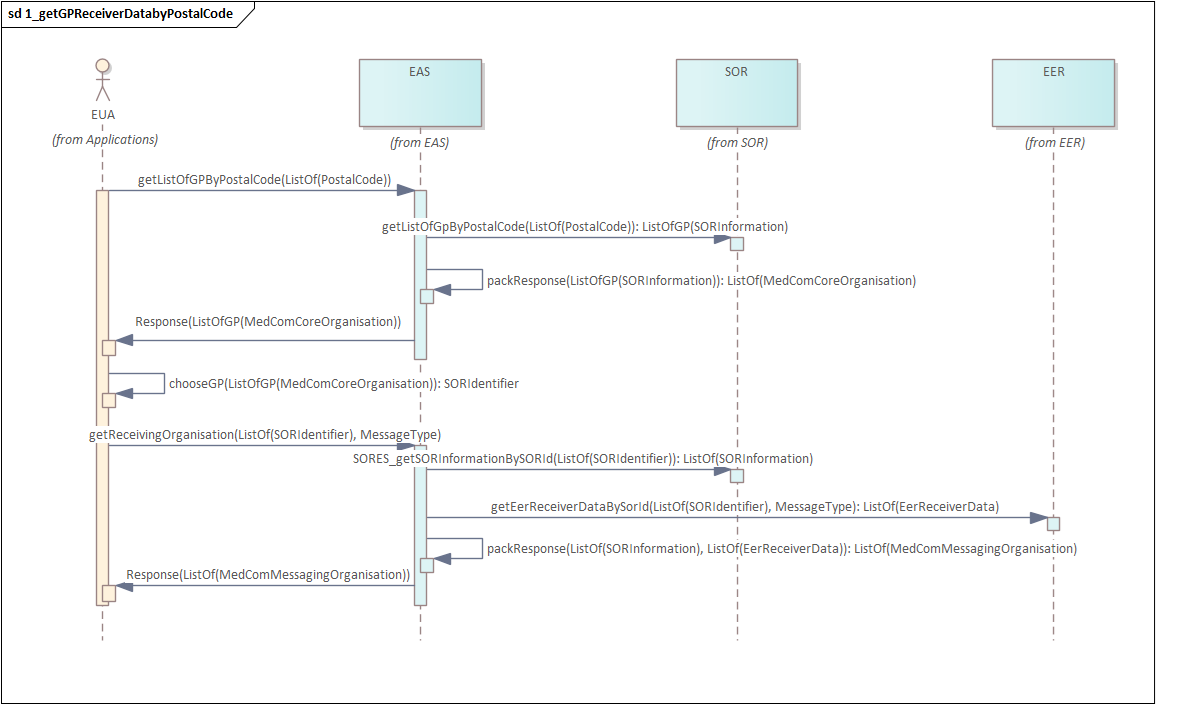 sd 1_getGPReceiverDatabyPostalCode
EAS
SOR
EER
EUA
(from Applications)
(from EAS)
(from SOR)
(from EER)
getListOfGPByPostalCode(ListOf(PostalCode))
getListOfGpByPostalCode(ListOf(PostalCode)): ListOfGP(SORInformation)
packResponse(ListOfGP(SORInformation)): ListOf(MedComCoreOrganisation)
Response(ListOfGP(MedComCoreOrganisation))
chooseGP(ListOfGP(MedComCoreOrganisation)): SORIdentifier
getReceivingOrganisation(ListOf(SORIdentifier), MessageType)
SORES_getSORInformationBySORId(ListOf(SORIdentifier)): ListOf(SORInformation)
getEerReceiverDataBySorId(ListOf(SORIdentifier), MessageType): ListOf(EerReceiverData)
packResponse(ListOf(SORInformation), ListOf(EerReceiverData)): ListOf(MedComMessagingOrganisation)
Response(ListOf(MedComMessagingOrganisation))